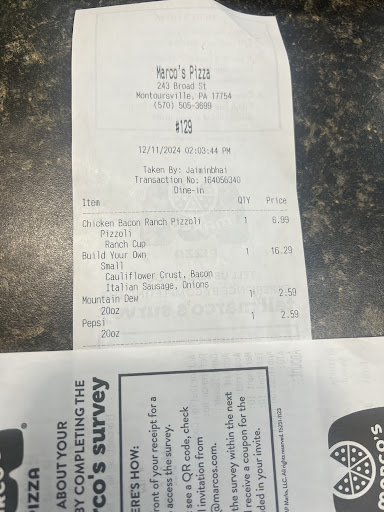 Marco's Pizza
243 Broad St
Montoursville, PA 17754
(570) 505-3699
#129
12/11/2024 02:03:44 PM
Taken By: Jaiminbhai
Transaction No: 164056340
Dine-in
Item QTY Price
Chicken Bacon Ranch Pizzoli 1 6.99
Pizzoli
Ranch Cup
Build Your Own 1 16.29
Small
Cauliflower Crust, Bacon
Italian Sausage, Onions
Mountain Dew 1 2.59
20oz
Pepsi 1 2.59
20oz
PIZZA
ABOUT YOUR
BY COMPLETING THE
rco's survey
ERE'S HOW:
ront of your receipt for a
access the survey.
see a QR code, check
l invitation from
@marcos.com.
the survey within the next
l receive a coupon for the
ded in your invite.
marco's